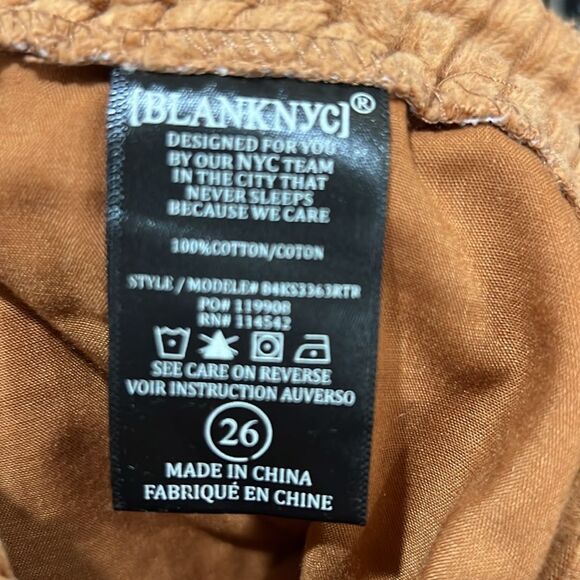 [BLANKNYC]®
DESIGNED FOR YOU
BY OUR NYC TEAM
IN THE CITY THAT
NEVER SLEEPS
BECAUSE WE CARE
100%COTTON/COTON
STYLE / MODELE# B4KS3363RTR
PO# 119908
RN# 114542
SEE CARE ON REVERSE
VOIR INSTRUCTION AUVERSO
26
MADE IN CHINA
FABRIQUÉ EN CHINE